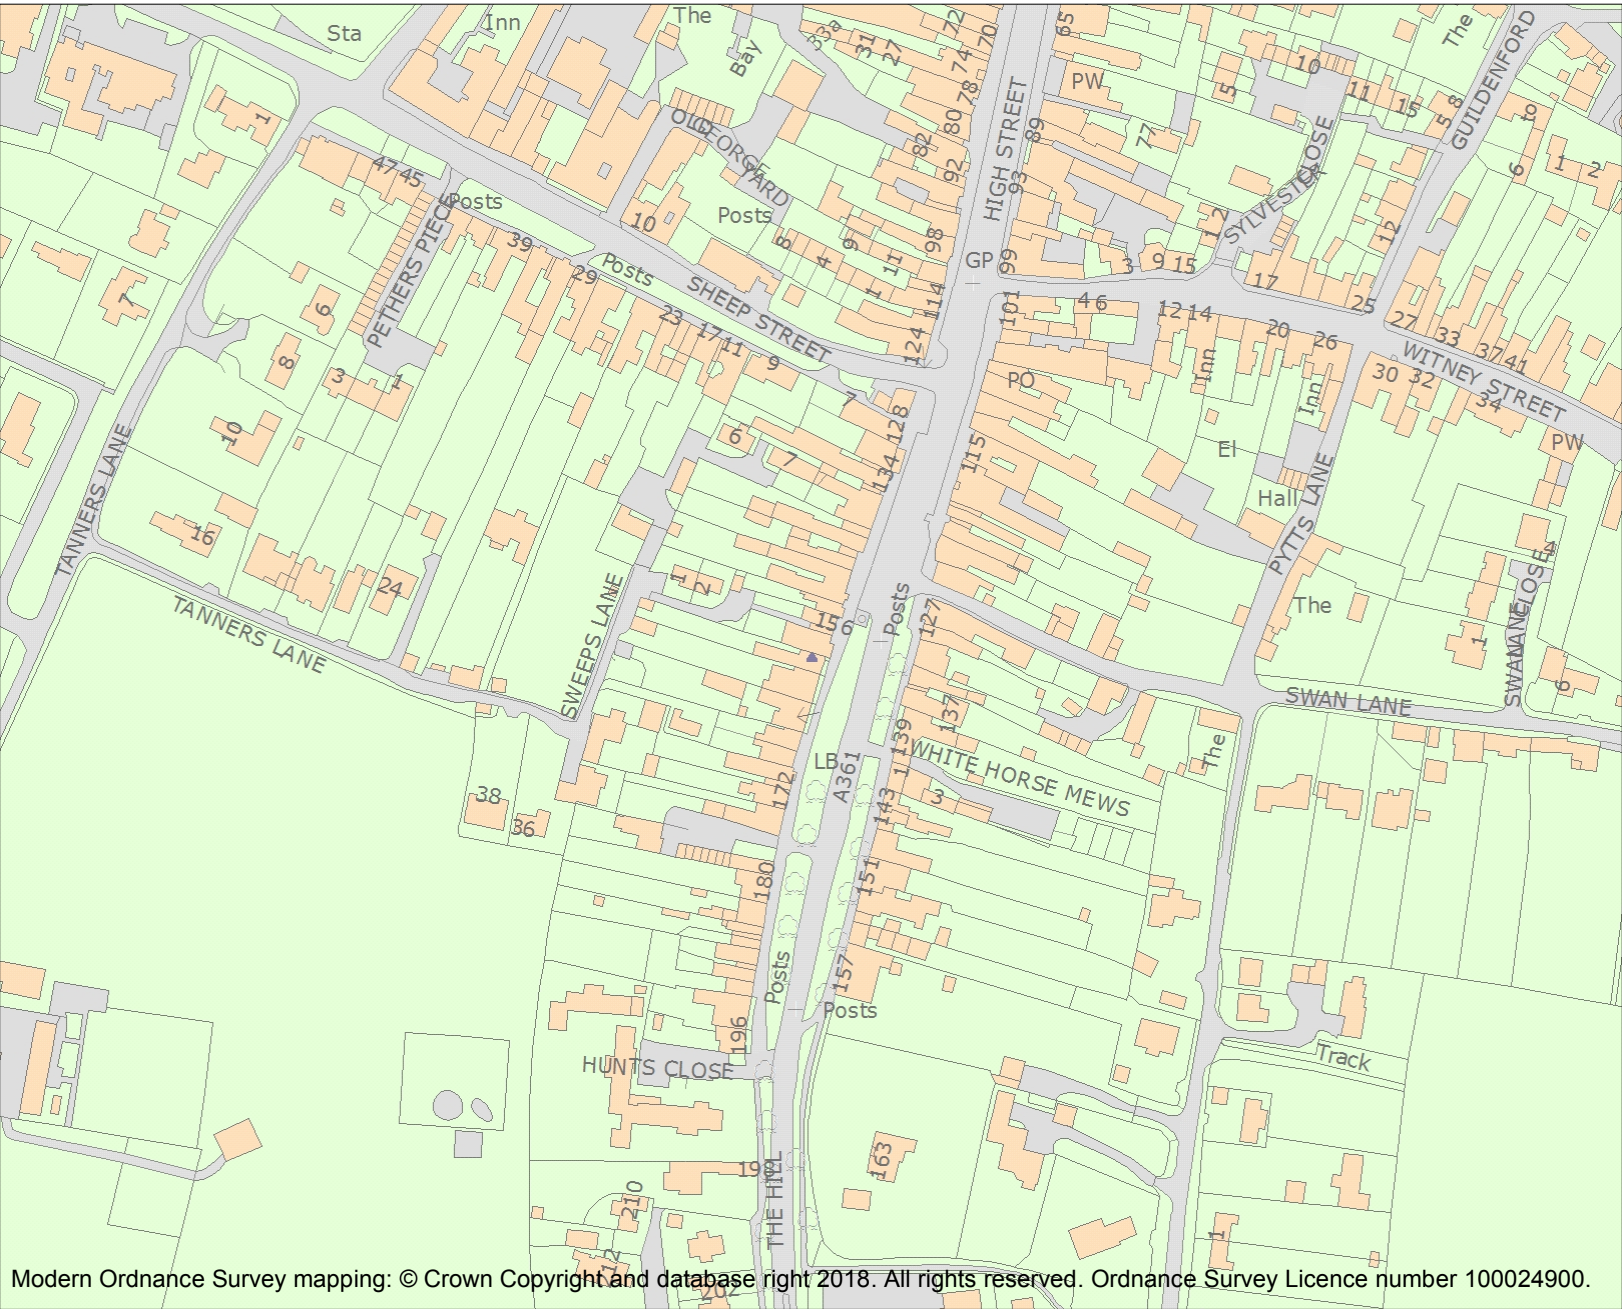 Sta
Inn
The
Bay
33a
31
27
72
70
74
78
80
82
92
65
PW
HIGH STREET
89
93
77
5
10
11
15
5
8
The
GUILDENFORD
to
6
1
2
1
47
45
Posts
OLD GEORGE YARD
Posts
10
8
4
9
11
1
98
114
124
GP
99
101
3
9
15
12
SYLVESTER CLOSE
12
17
25
27
33
37
41
4
6
12
14
20
26
30
32
34
WITNEY STREET
PW
39
29
Posts
SHEEP STREET
23
17
11
9
7
PETHERS PIECE
6
7
8
3
1
10
16
24
TANNERS LANE
TANNERS LANE
128
134
6
7
PO
115
Inn
Inn
El
Hall
PYTTS LANE
The
4
SWAN LANE CLOSE
1
6
SWEEPS LANE
1
2
156
Posts
127
137
139
SWAN LANE
The
WHITE HORSE MEWS
LB
A361
172
1
3
143
38
36
180
151
Posts
157
Posts
196
HUNTS CLOSE
Track
163
198
THE HILL
210
12
202
1
Modern Ordnance Survey mapping: © Crown Copyright and database right 2018. All rights reserved. Ordnance Survey Licence number 100024900.